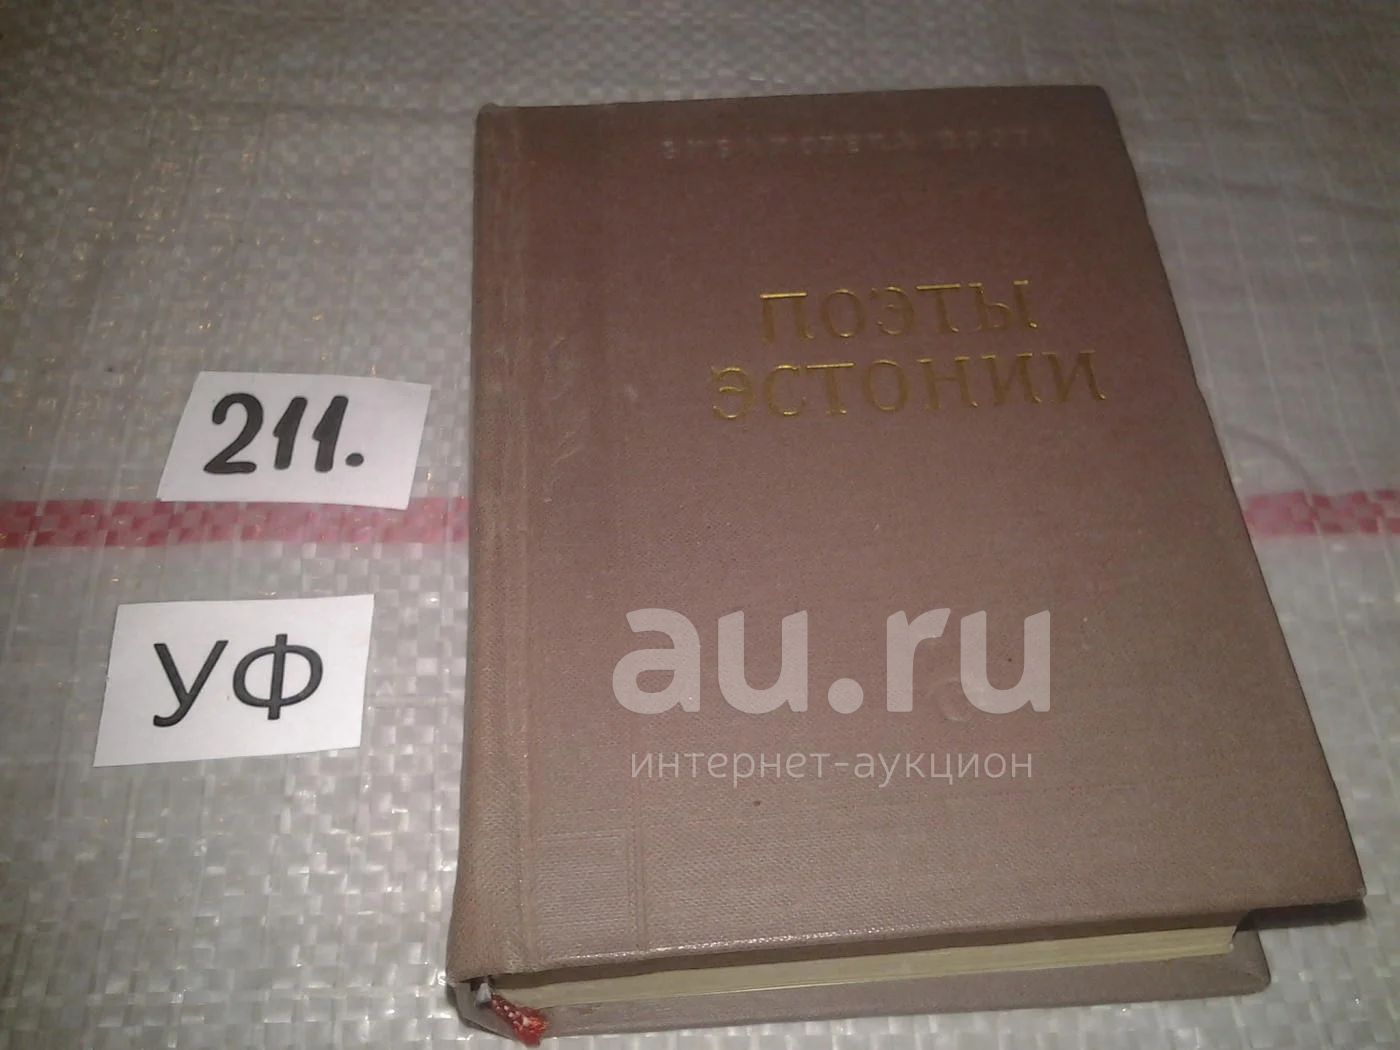 ПОЭТЫ
ЭСТОНИИ
211.
УФ
au.ru
интернет-аукцион